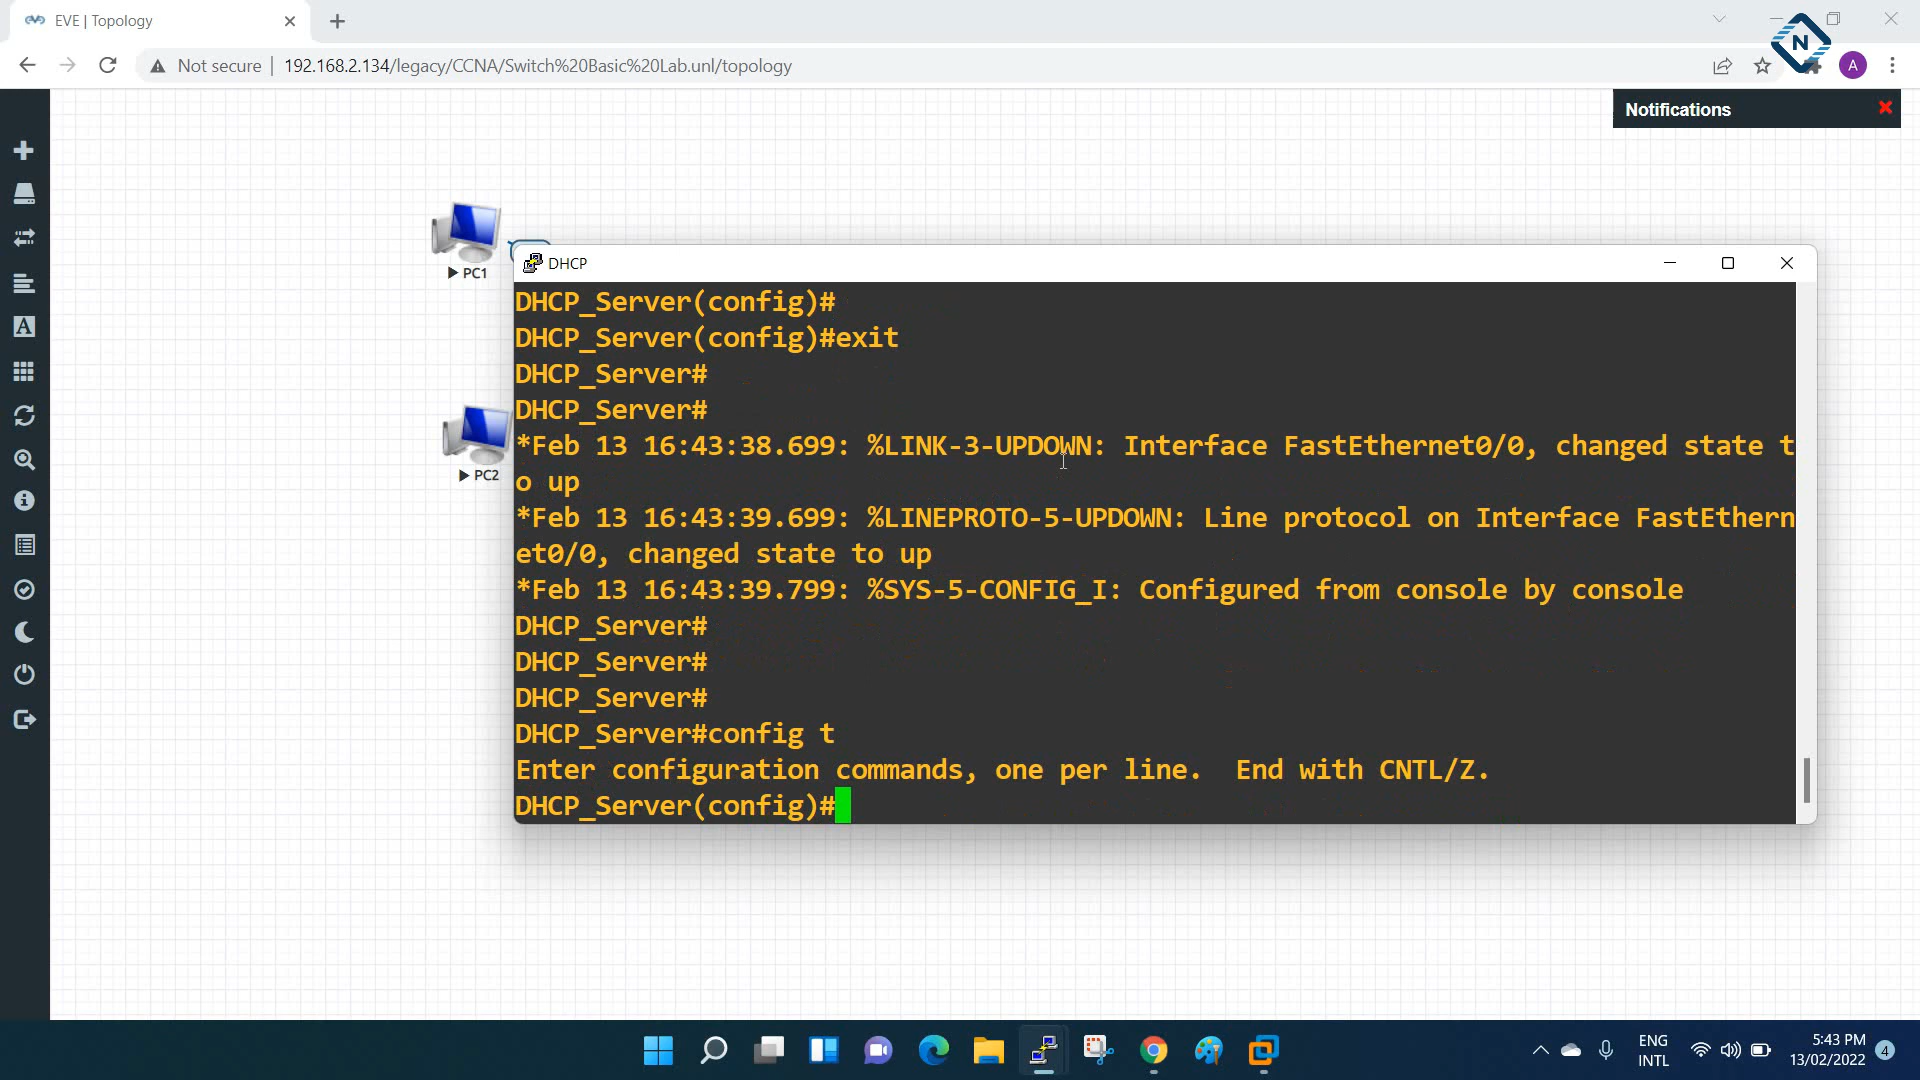 EVE | Topology
Not secure
192.168.2.134/legacy/CCNA/Switch%20Basic%20Lab.unl/topology
N
A
Notifications
PC1
PC2
DHCP
DHCP_Server(config)#
DHCP_Server(config)#exit
DHCP_Server#
DHCP_Server#
*Feb 13 16:43:38.699: %LINK-3-UPDOWN: Interface FastEthernet0/0, changed state t
o up
*Feb 13 16:43:39.699: %LINEPROTO-5-UPDOWN: Line protocol on Interface FastEthern
et0/0, changed state to up
*Feb 13 16:43:39.799: %SYS-5-CONFIG_I: Configured from console by console
DHCP_Server#
DHCP_Server#
DHCP_Server#
DHCP_Server#config t
Enter configuration commands, one per line.  End with CNTL/Z.
DHCP_Server(config)#
ENG
INTL
5:43 PM
13/02/2022
4